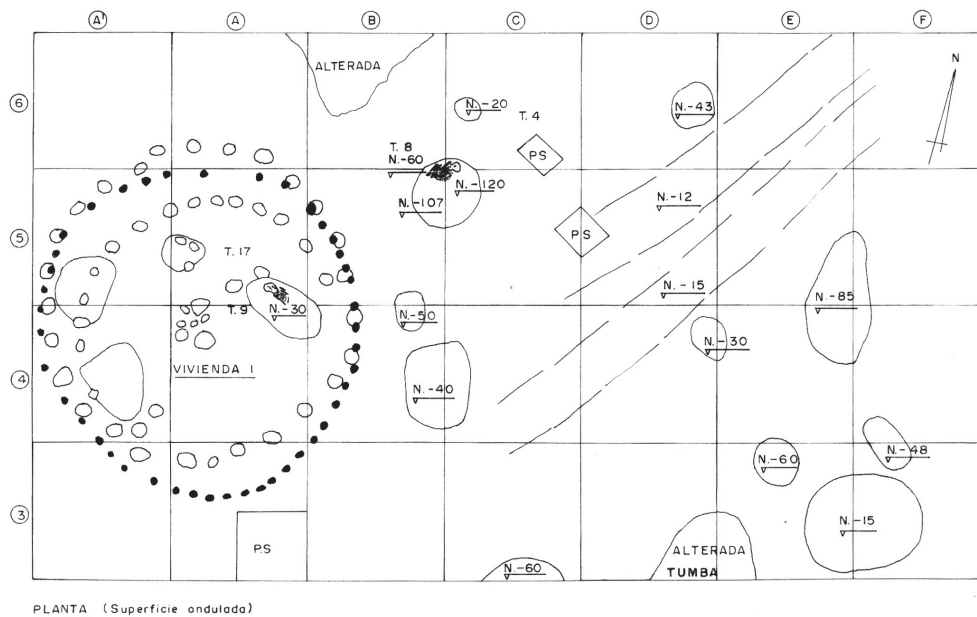 A' A B C D E F
N
6
ALTERADA
N.-20
T. 4
N.-43
PS
T. 8
N.-60
N.-120
N.-107
N.-12
5
PS
T. 17
N.-15
N.-85
T. 9
N.-30
N.-50
N.-30
4
VIVIENDA I
N.-40
N.-60
N.-48
3
N.-15
P.S
ALTERADA
TUMBA
N.-60
PLANTA (Superficie ondulada)